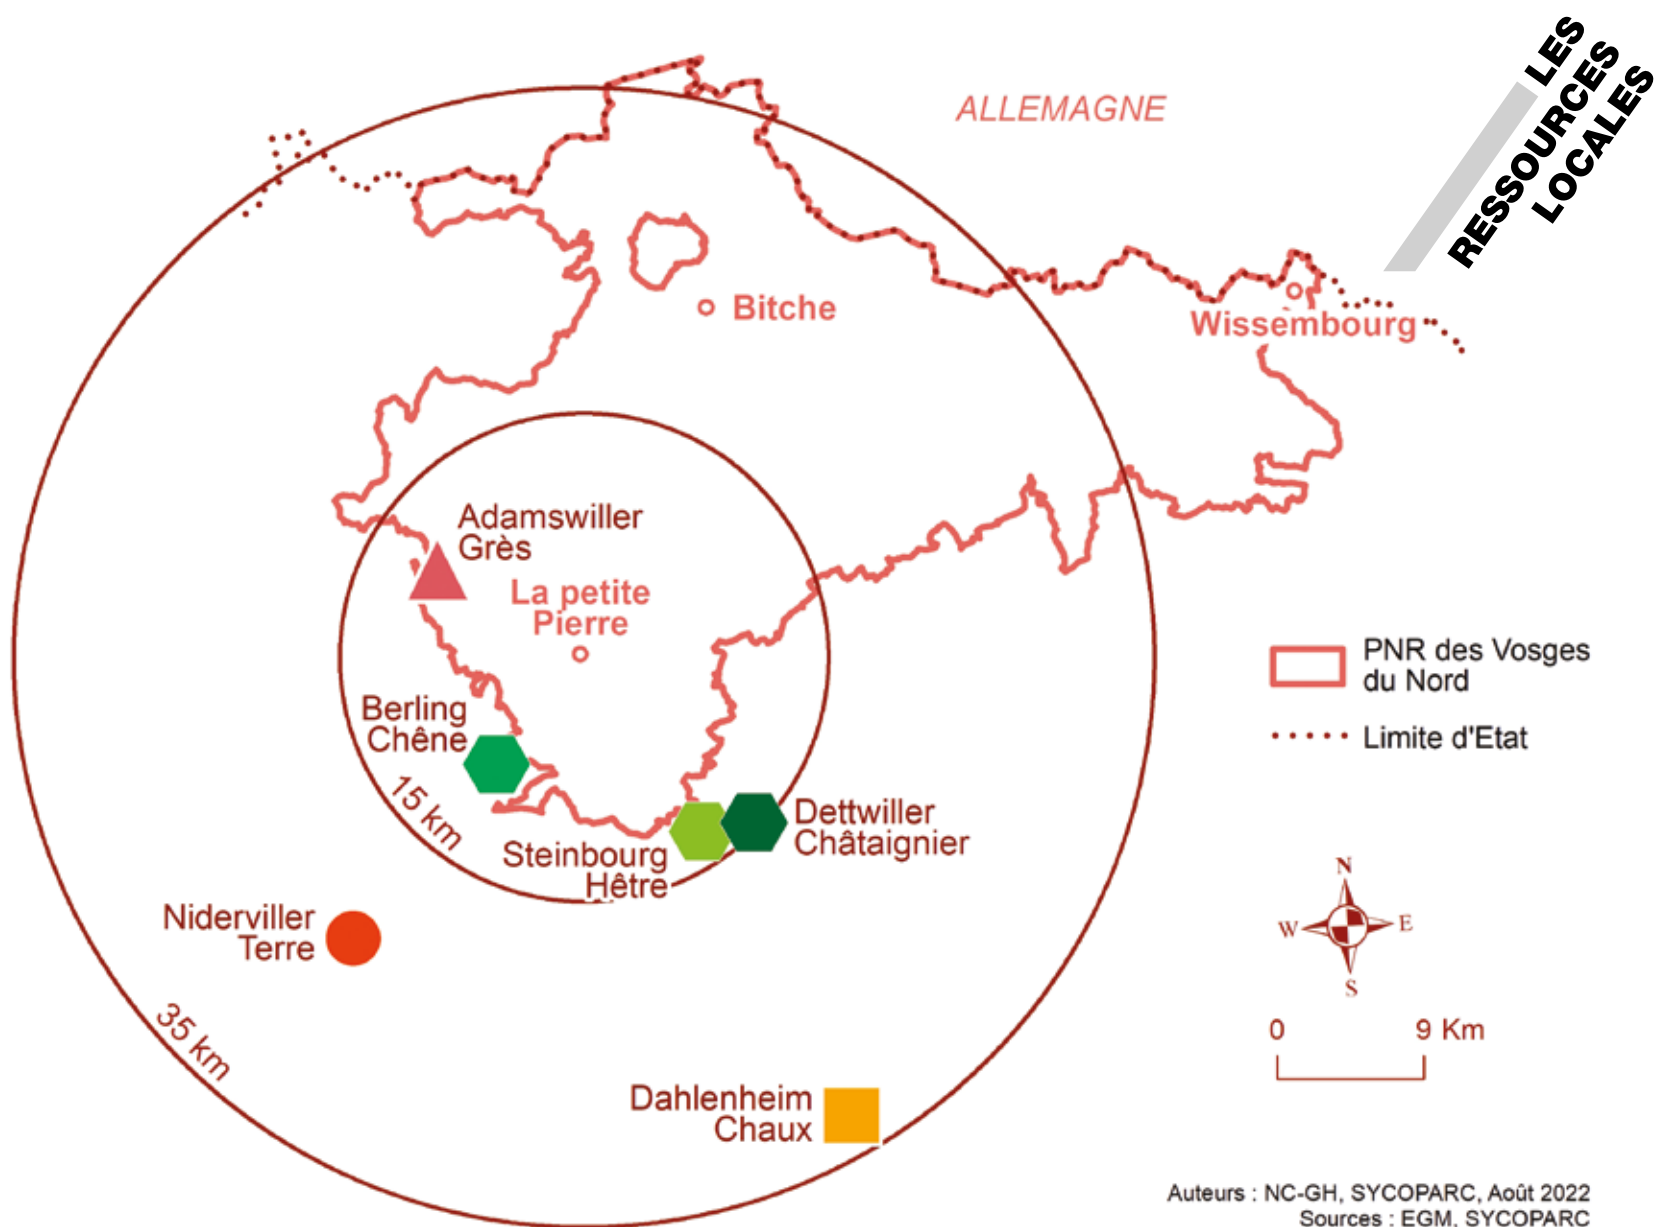 LES
RESSOURCES
LOCALES
ALLEMAGNE
Bitche
Wissembourg
Adamswiller
Grès
La petite
Pierre
PNR des Vosges
du Nord
Limite d'Etat
Berling
Chêne
15 km
Dettwiller
Châtaignier
Steinbourg
Hêtre
Niderviller
Terre
N
W
E
S
35 km
0
9 Km
Dahlenheim
Chaux
Auteurs : NC-GH, SYCOPARC, Août 2022
Sources : EGM, SYCOPARC